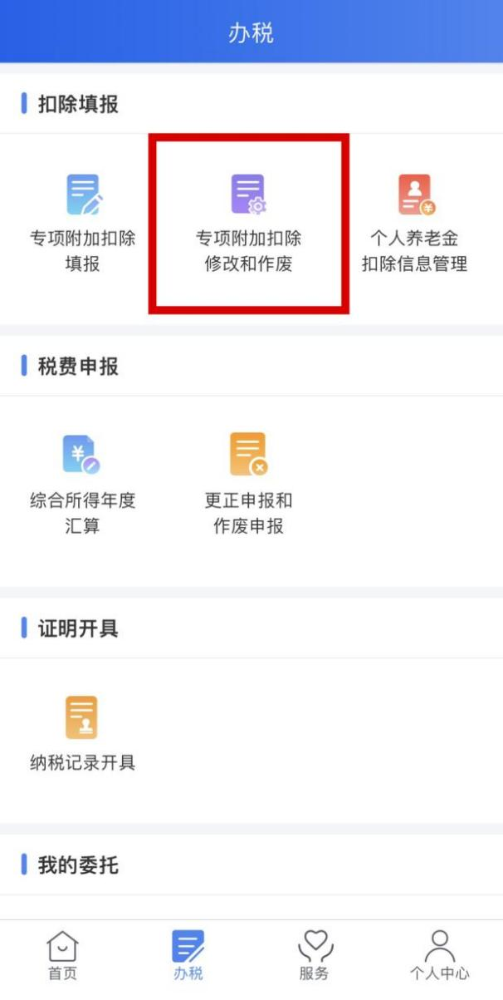 办税
扣除填报
专项附加扣除
填报
专项附加扣除
修改和作废
个人养老金
扣除信息管理
税费申报
综合所得年度
汇算
更正申报和
作废申报
证明开具
纳税记录开具
我的委托
首页
办税
服务
个人中心